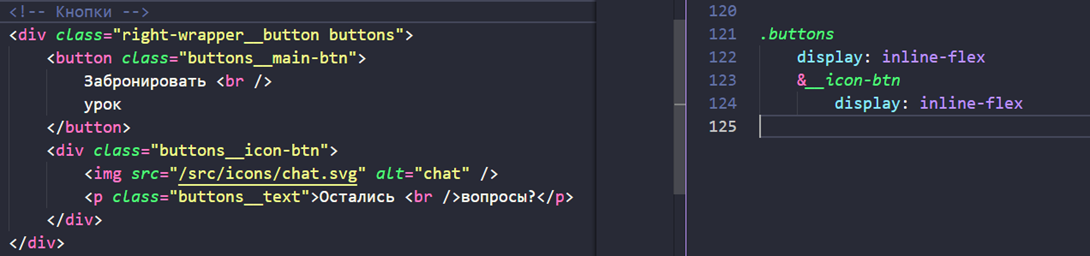 <!-- Кнопки -->
<div class="right-wrapper__button buttons">
<button class="buttons__main-btn">
Забронировать <br />
урок
</button>
<div class="buttons__icon-btn">
<img src="/src/icons/chat.svg" alt="chat" />
<p class="buttons__text">Остались <br />вопросы?</p>
</div>
</div>
120
121 .buttons
122 display: inline-flex
123 &__icon-btn
124 display: inline-flex
125